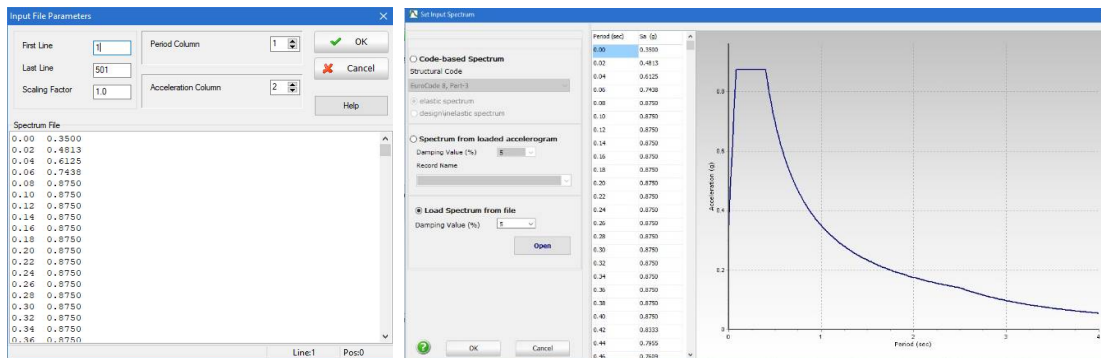 Input File Parameters
First Line 1
Last Line 501
Scaling Factor 1.0
Period Column 1
Acceleration Column 2
OK
Cancel
Help
Spectrum File
0.00 0.3500
0.02 0.4813
0.04 0.6125
0.06 0.7438
0.08 0.8750
0.10 0.8750
0.12 0.8750
0.14 0.8750
0.16 0.8750
0.18 0.8750
0.20 0.8750
0.22 0.8750
0.24 0.8750
0.26 0.8750
0.28 0.8750
0.30 0.8750
0.32 0.8750
0.34 0.8750
0.36 0.8750
Line:1 Pos:0
Set Input Spectrum
Code-based Spectrum
Structural Code
EuroCode 8, Part-3
elastic spectrum
design\inelastic spectrum
Spectrum from loaded accelerogram
Damping Value (%) 5
Record Name
Load Spectrum from file
Damping Value (%) 5
Open
OK
Cancel
Period (sec) Sa (g)
0.00 0.3500
0.02 0.4813
0.04 0.6125
0.06 0.7438
0.08 0.8750
0.10 0.8750
0.12 0.8750
0.14 0.8750
0.16 0.8750
0.18 0.8750
0.20 0.8750
0.22 0.8750
0.24 0.8750
0.26 0.8750
0.28 0.8750
0.30 0.8750
0.32 0.8750
0.34 0.8750
0.36 0.8750
0.38 0.8750
0.40 0.8750
0.42 0.8333
0.44 0.7955
0.46 0.7609
Acceleration (g)
0.8
0.6
0.4
0.2
0
0 1 2 3 4
Period (sec)